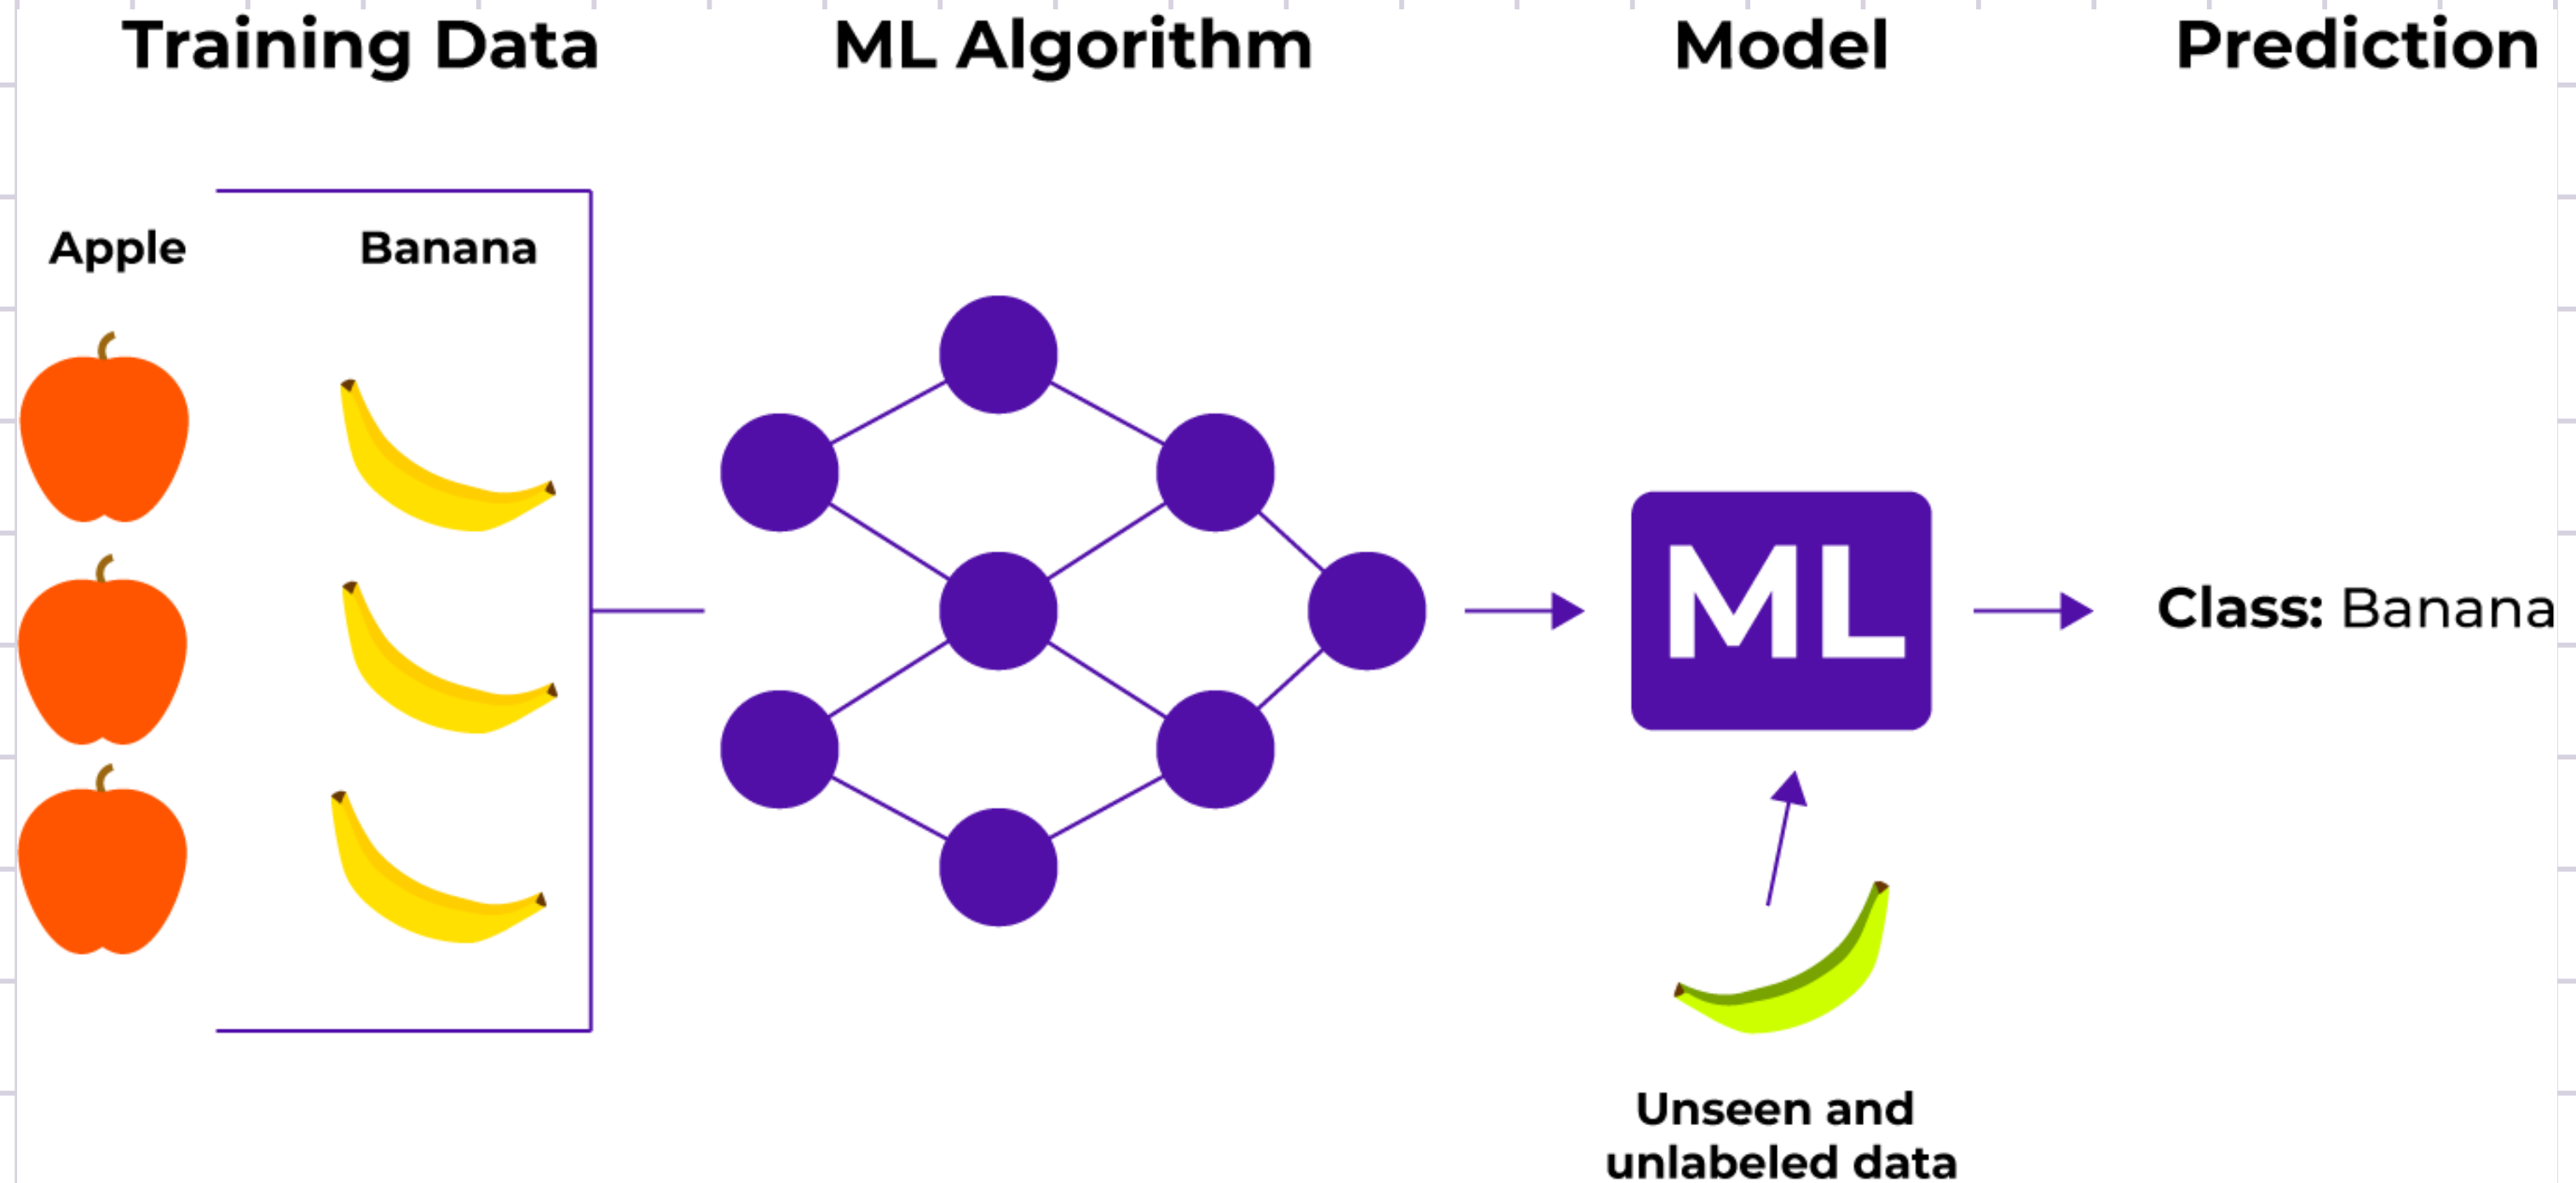 Training Data
ML Algorithm
Model
Prediction
Apple
Banana
ML
Class: Banana
Unseen and
unlabeled data